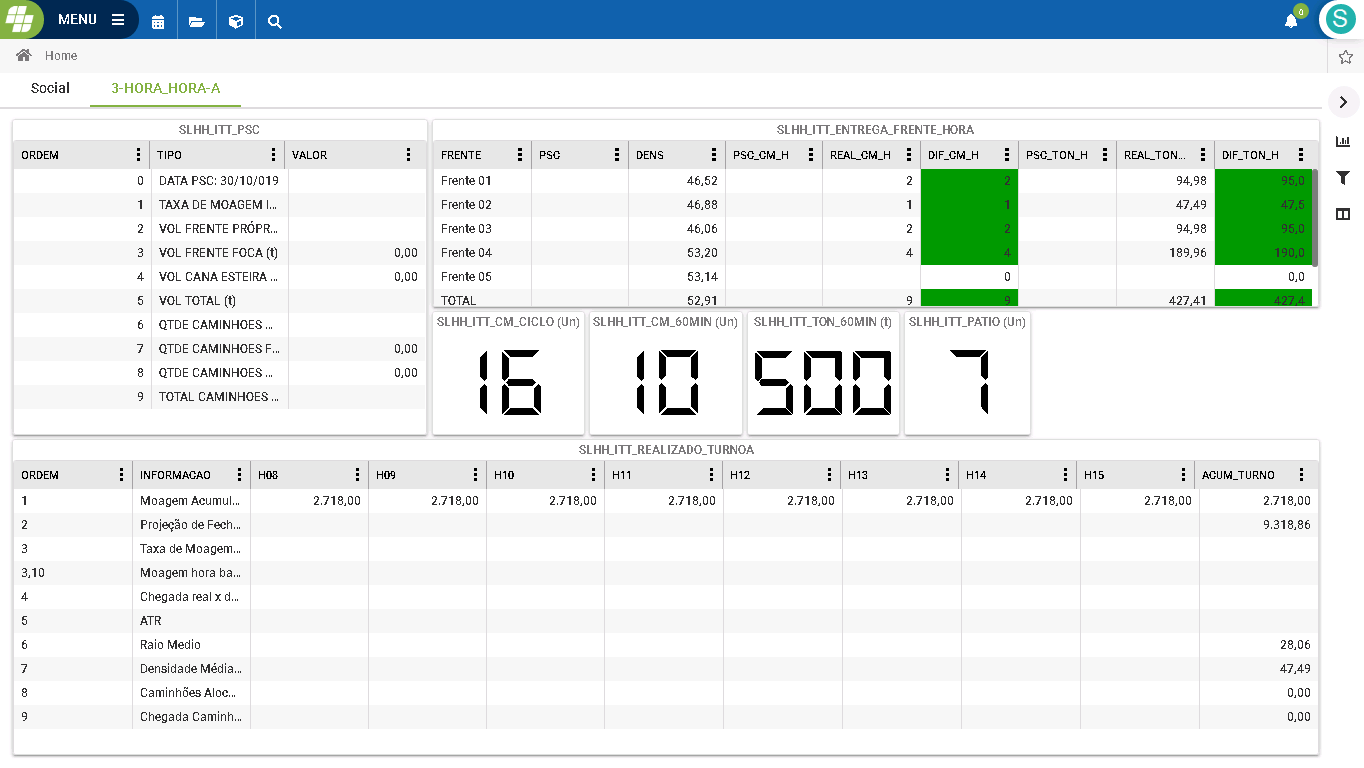 MENU
0
S
Home
Social 3-HORA_HORA-A
SLHH_ITT_PSC
ORDEM TIPO VALOR
0 DATA PSC: 30/10/019
1 TAXA DE MOAGEM I...
2 VOL FRENTE PRÓPR...
3 VOL FRENTE FOCA (t) 0,00
4 VOL CANA ESTEIRA ... 0,00
5 VOL TOTAL (t)
6 QTDE CAMINHOES ...
7 QTDE CAMINHOES F... 0,00
8 QTDE CAMINHOES ... 0,00
9 TOTAL CAMINHOES ...
SLHH_ITT_ENTREGA_FRENTE_HORA
FRENTE PSC DENS PSC_CM_H REAL_CM_H DIF_CM_H PSC_TON_H REAL_TON... DIF_TON_H
Frente 01 46,52 2 2 94,98 95,0
Frente 02 46,88 1 1 47,49 47,5
Frente 03 46,06 2 2 94,98 95,0
Frente 04 53,20 4 4 189,96 190,0
Frente 05 53,14 0 0,0
TOTAL 52,91 9 9 427,41 427,4
SLHH_ITT_CM_CICLO (Un) SLHH_ITT_CM_60MIN (Un) SLHH_ITT_TON_60MIN (t) SLHH_ITT_PATIO (Un)
16 10 500 7
SLHH_ITT_REALIZADO_TURNOA
ORDEM INFORMACAO H08 H09 H10 H11 H12 H13 H14 H15 ACUM_TURNO
1 Moagem Acumul... 2.718,00 2.718,00 2.718,00 2.718,00 2.718,00 2.718,00 2.718,00 2.718,00 2.718,00
2 Projeção de Fech... 9.318,86
3 Taxa de Moagem...
3,10 Moagem hora ba...
4 Chegada real x d...
5 ATR
6 Raio Medio 28,06
7 Densidade Média... 47,49
8 Caminhões Aloc... 0,00
9 Chegada Caminh... 0,00